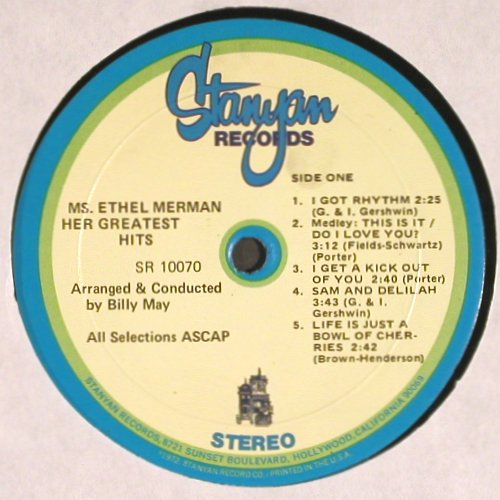 Stanyan
RECORDS
SIDE ONE
MS. ETHEL MERMAN
HER GREATEST
HITS
SR 10070
Arranged & Conducted
by Billy May
All Selections ASCAP
1. I GOT RHYTHM 2:25
(G. & I. Gershwin)
2. Medley: THIS IS IT /
DO I LOVE YOU?
3:12 (Fields-Schwartz)
(Porter)
3. I GET A KICK OUT
OF YOU 2:40 (Porter)
4. SAM AND DELILAH
3:43 (G. & I.
Gershwin)
5. LIFE IS JUST A
BOWL OF CHER-
RIES 2:42
(Brown-Henderson)
STEREO
STANYAN RECORDS, 8721 SUNSET BOULEVARD, HOLLYWOOD, CALIFORNIA 90069
©1972, STANYAN RECORD CO. / PRINTED IN THE U.S.A.